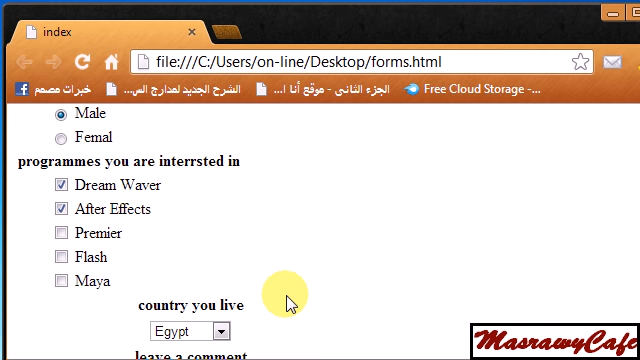 index
file:///C:/Users/on-line/Desktop/forms.html
خبرات مصمم
الشرح الجديد لمدارج الس...
الجزء الثانى - موقع أنا ا...
Free Cloud Storage -...
Male
Femal
programmes you are interrsted in
Dream Waver
After Effects
Premier
Flash
Maya
country you live
Egypt
leave a comment
MasrawyCafe